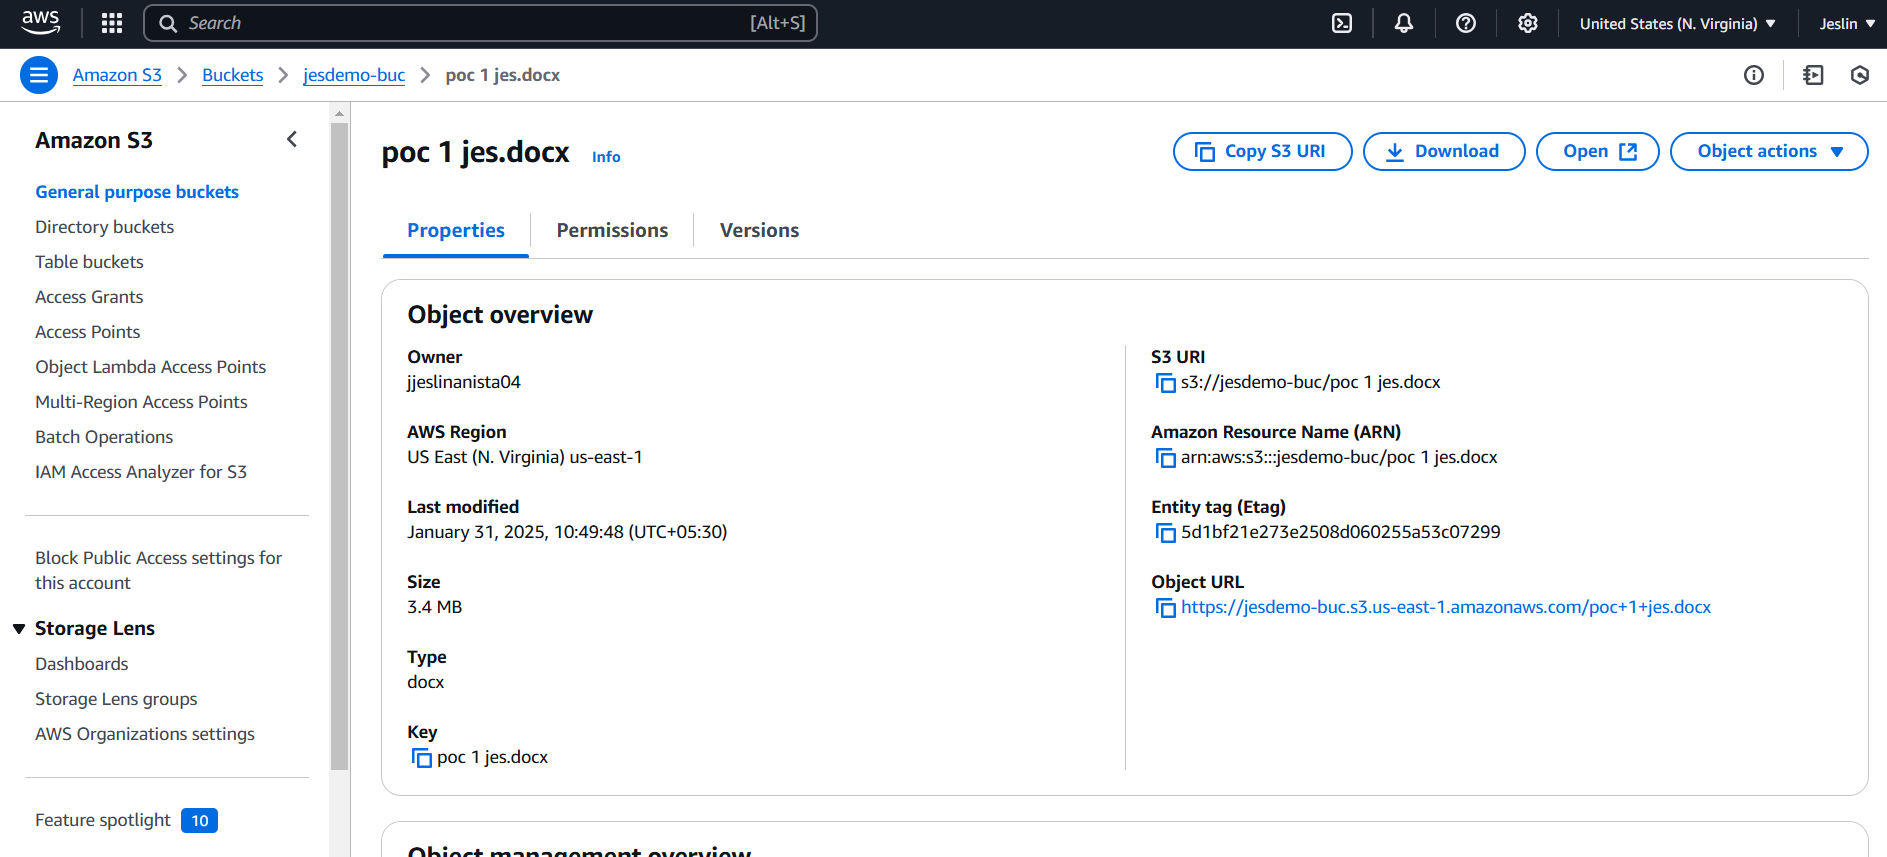 aws
Search [Alt+S]
United States (N. Virginia)
Jeslin
Amazon S3 > Buckets > jesdemo-buc > poc 1 jes.docx
Amazon S3
General purpose buckets
Directory buckets
Table buckets
Access Grants
Access Points
Object Lambda Access Points
Multi-Region Access Points
Batch Operations
IAM Access Analyzer for S3
Block Public Access settings for
this account
Storage Lens
Dashboards
Storage Lens groups
AWS Organizations settings
Feature spotlight 10
poc 1 jes.docx Info
Copy S3 URI
Download
Open
Object actions
Properties
Permissions
Versions
Object overview
Owner
jjeslinanista04
AWS Region
US East (N. Virginia) us-east-1
Last modified
January 31, 2025, 10:49:48 (UTC+05:30)
Size
3.4 MB
Type
docx
Key
poc 1 jes.docx
S3 URI
s3://jesdemo-buc/poc 1 jes.docx
Amazon Resource Name (ARN)
arn:aws:s3:::jesdemo-buc/poc 1 jes.docx
Entity tag (Etag)
5d1bf21e273e2508d060255a53c07299
Object URL
https://jesdemo-buc.s3.us-east-1.amazonaws.com/poc+1+jes.docx
Object management overview